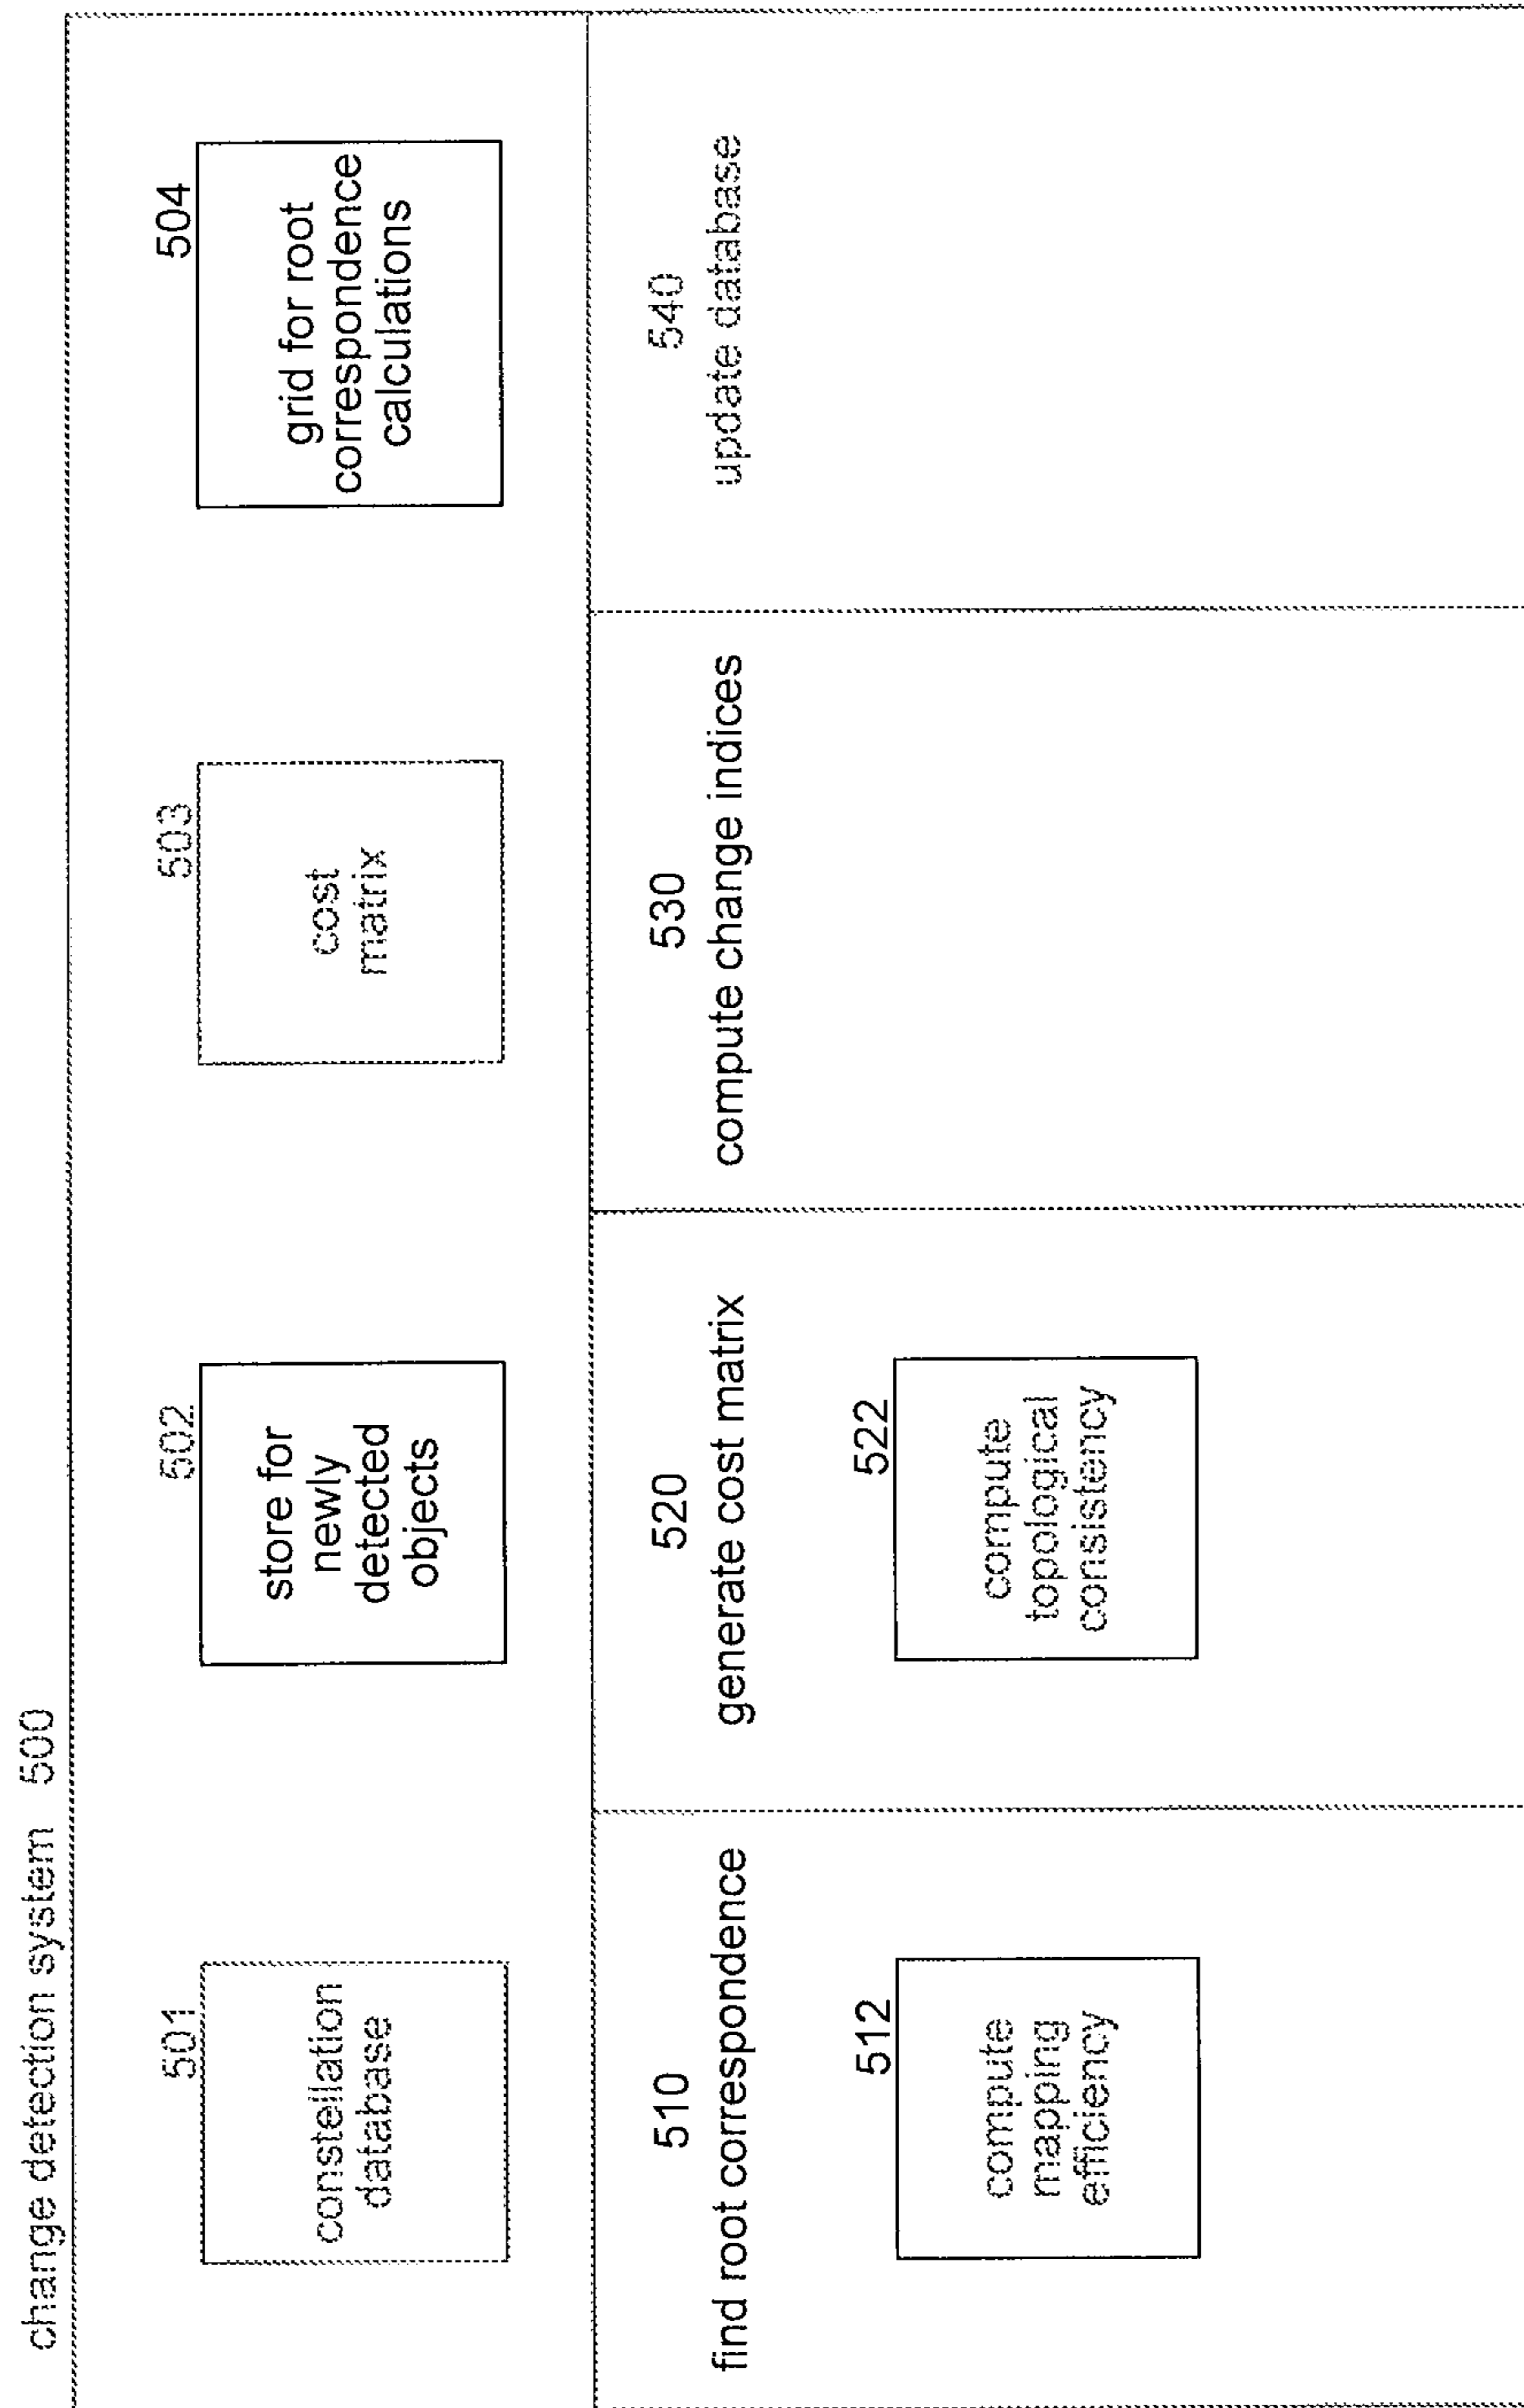 change detection system 500
501
constellation
database
502
store for
newly
detected
objects
503
cost
matrix
504
grid for root
correspondence
calculations
510
find root correspondence
512
compute
mapping
efficiency
520
generate cost matrix
522
compute
topological
consistency
530
compute change indices
540
update database